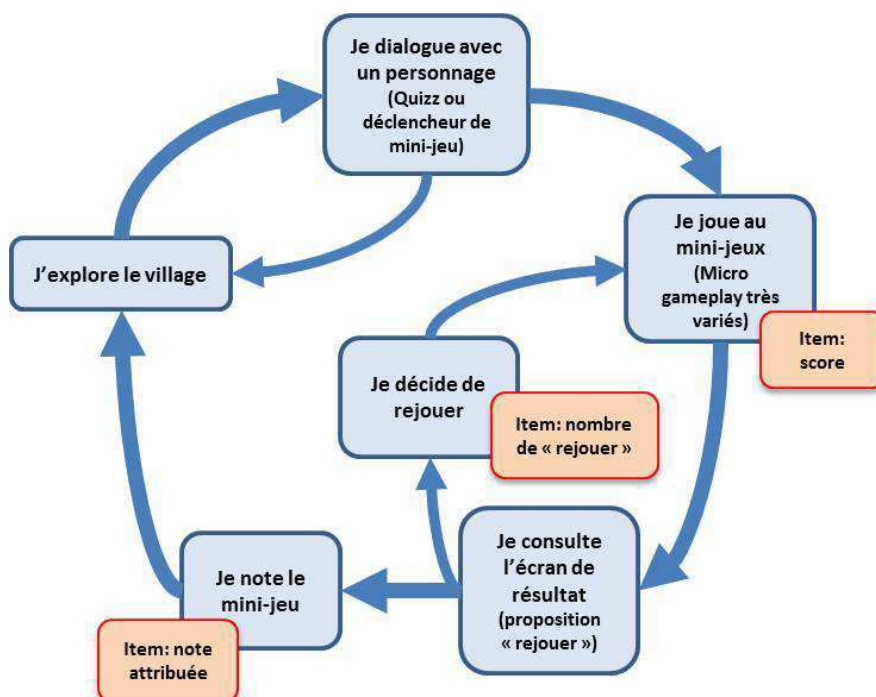 Je dialogue avec
un personnage
(Quizz ou
déclencheur de
mini-jeu)
J’explore le village
Je joue au
mini-jeux
(Micro
gameplay très
variés)
Item:
score
Je décide de
rejouer
Item: nombre
de « rejouer »
Je consulte
l’écran de
résultat
(proposition
« rejouer »)
Je note le
mini-jeu
Item: note
attribuée